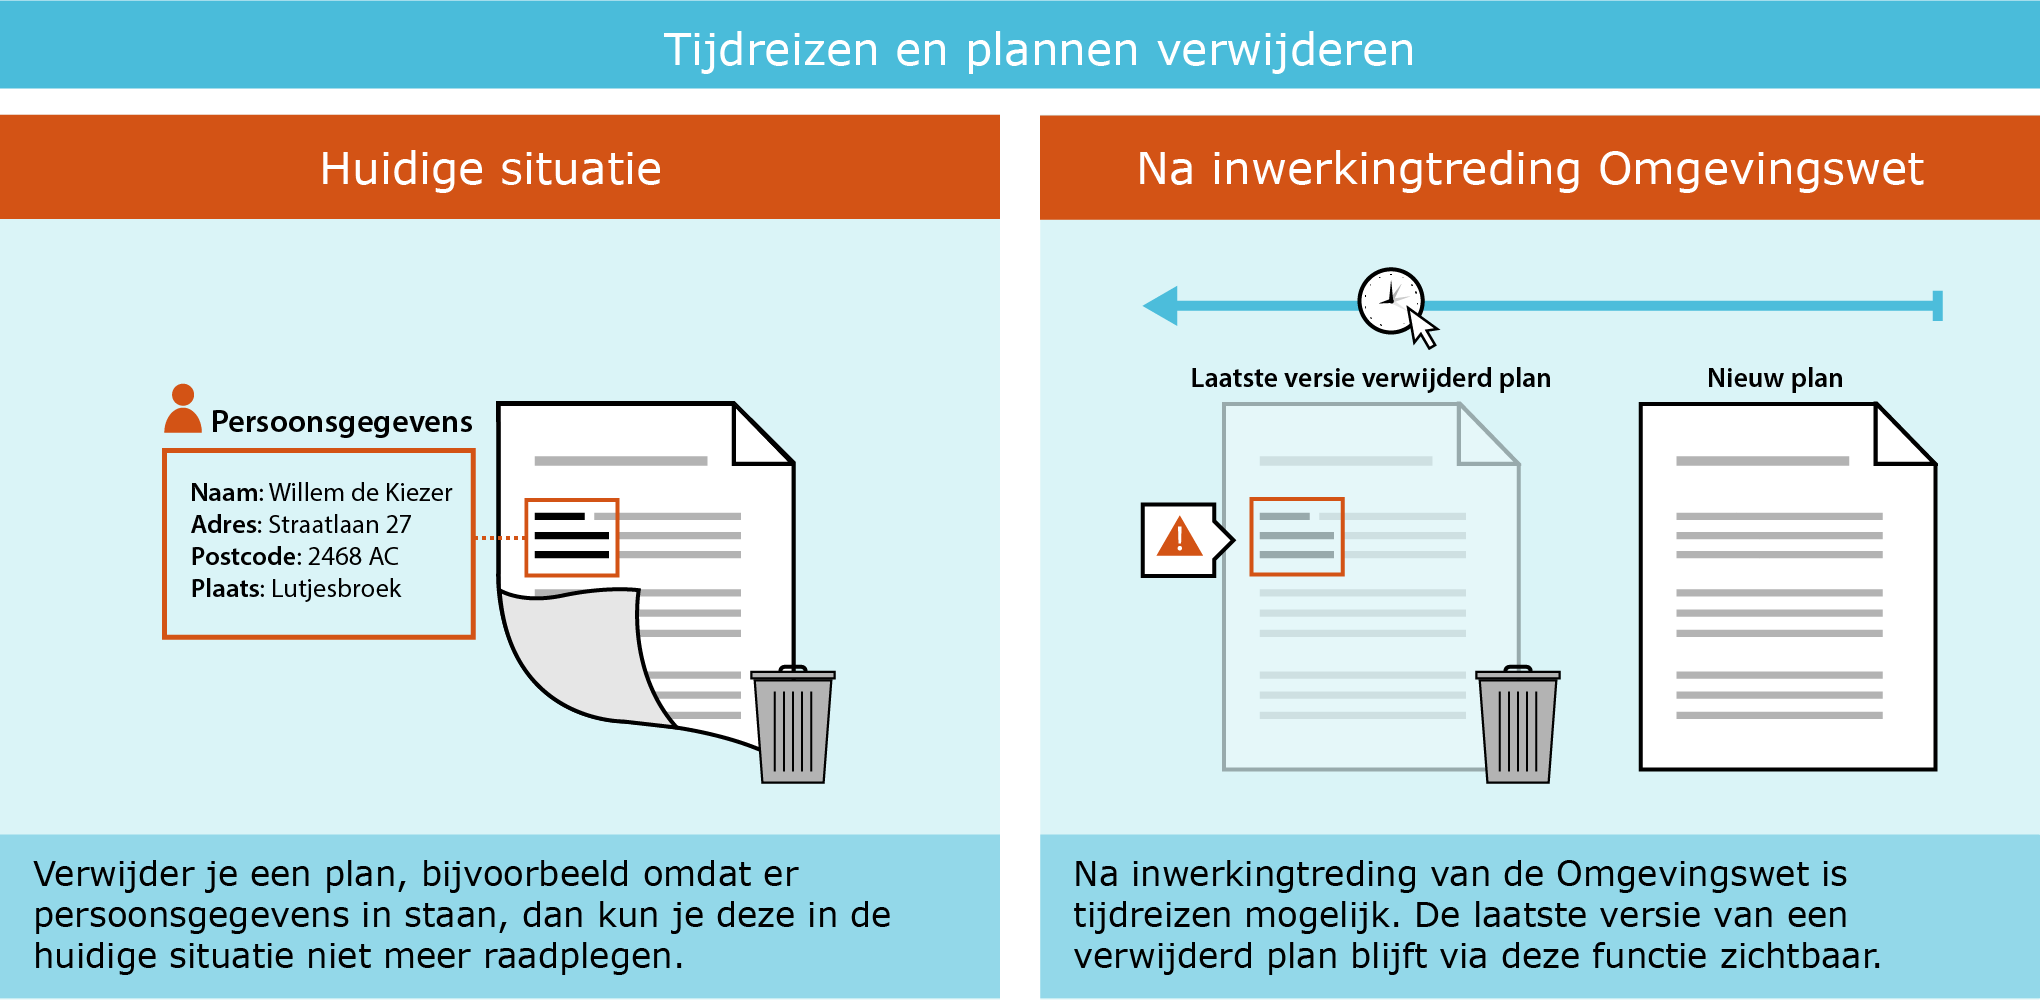 Tijdreizen en plannen verwijderen
Huidige situatie
Persoonsgegevens
Naam: Willem de Kiezer
Adres: Straatlaan 27
Postcode: 2468 AC
Plaats: Lutjesbroek
Verwijder je een plan, bijvoorbeeld omdat er
persoonsgegevens in staan, dan kun je deze in de
huidige situatie niet meer raadplegen.
Na inwerkingtreding Omgevingswet
Laatste versie verwijderd plan
Nieuw plan
Na inwerkingtreding van de Omgevingswet is
tijdreizen mogelijk. De laatste versie van een
verwijderd plan blijft via deze functie zichtbaar.